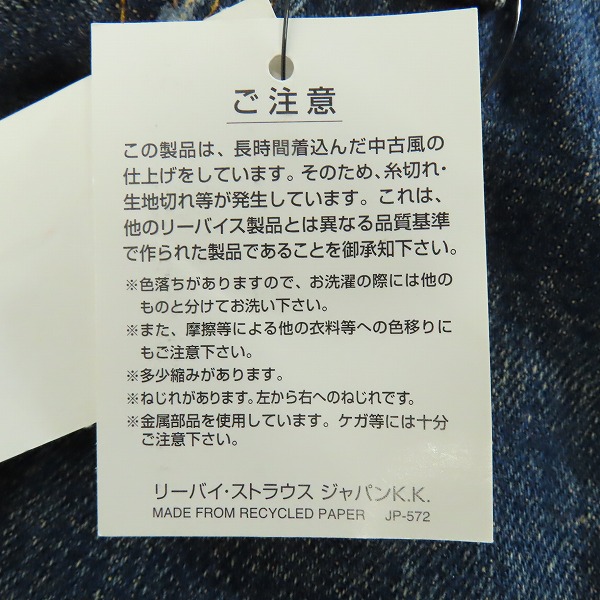 ご注意
この製品は、長時間着込んだ中古風の
仕上げをしています。そのため、糸切れ・
生地切れ等が発生しています。これは、
他のリーバイス製品とは異なる品質基準
で作られた製品であることを御承知下さい。
※色落ちがありますので、お洗濯の際には他の
ものと分けてお洗い下さい。
※また、摩擦等による他の衣料等への色移りに
もご注意下さい。
※多少縮みがあります。
※ねじれがあります。左から右へのねじれです。
※金属部品を使用しています。ケガ等には十分
ご注意下さい。
リーバイ・ストラウス ジャパンK.K.
MADE FROM RECYCLED PAPER JP-572